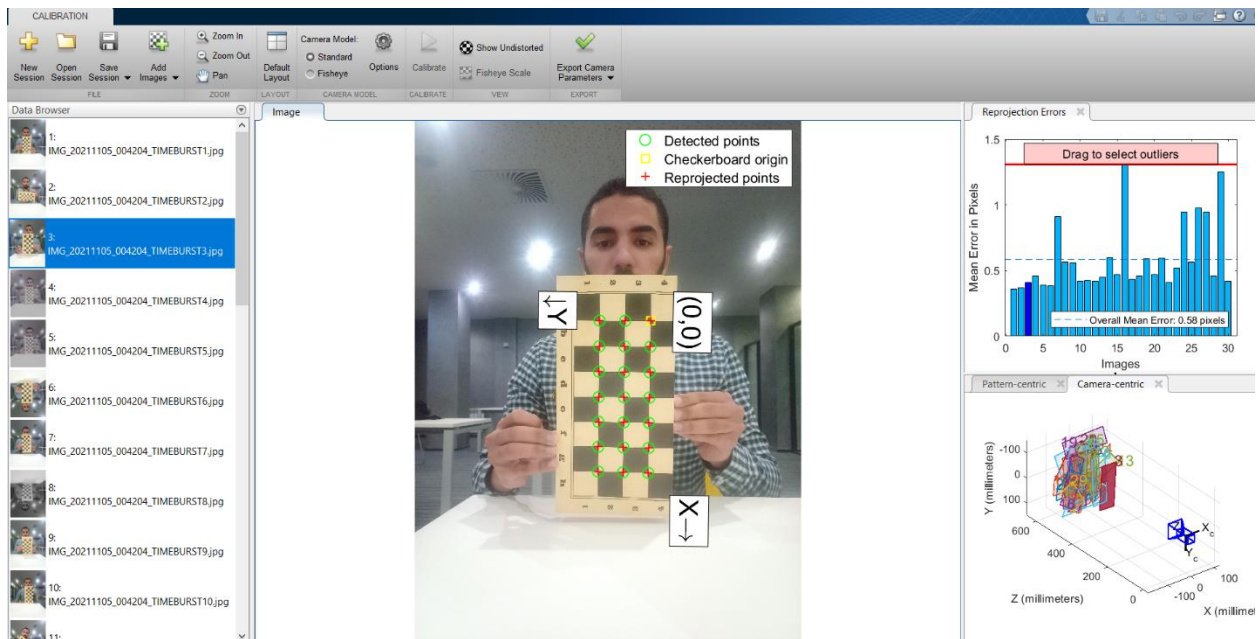 CALIBRATION
New Session
Open Session
Save Session
Add Images
Zoom In
Zoom Out
Pan
Default Layout
Camera Model:
Standard
Fisheye
Options
Calibrate
Show Undistorted
Fisheye Scale
Export Camera Parameters
FILE
ZOOM
LAYOUT
CAMERA MODEL
CALIBRATE
VIEW
EXPORT
Data Browser
1:
IMG_20211105_004204_TIMEBURST1.jpg
2:
IMG_20211105_004204_TIMEBURST2.jpg
3:
IMG_20211105_004204_TIMEBURST3.jpg
4:
IMG_20211105_004204_TIMEBURST4.jpg
5:
IMG_20211105_004204_TIMEBURST5.jpg
6:
IMG_20211105_004204_TIMEBURST6.jpg
7:
IMG_20211105_004204_TIMEBURST7.jpg
8:
IMG_20211105_004204_TIMEBURST8.jpg
9:
IMG_20211105_004204_TIMEBURST9.jpg
10:
IMG_20211105_004204_TIMEBURST10.jpg
11:
Image
Detected points
Checkerboard origin
Reprojected points
↓Y
(0,0)
X→
Reprojection Errors
1.5
Drag to select outliers
1
0.5
0
Mean Error in Pixels
Overall Mean Error: 0.58 pixels
0 5 10 15 20 25 30
Images
Pattern-centric
Camera-centric
-100
0
100
Y (millimeters)
600
400
200
0
Z (millimeters)
-100
0
100
X (millime
Xc
Yc